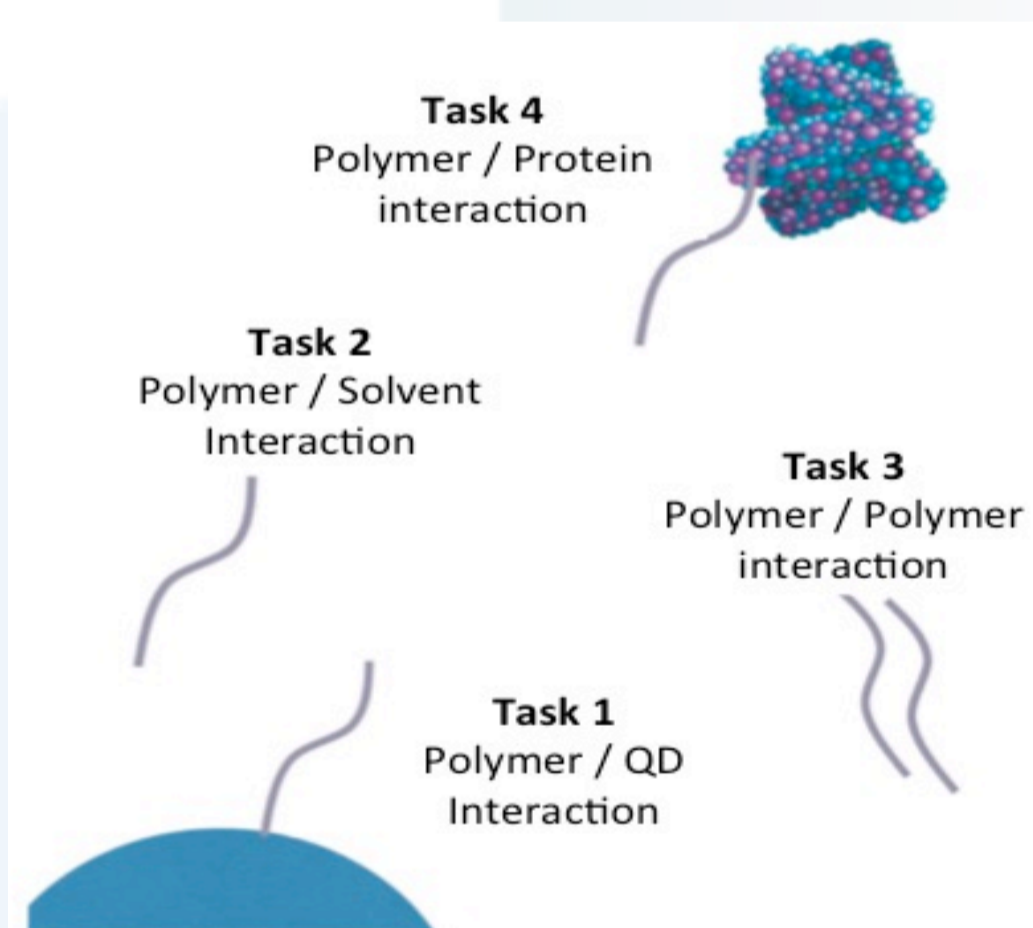 Task 4
Polymer / Protein
interaction
Task 2
Polymer / Solvent
Interaction
Task 3
Polymer / Polymer
interaction
Task 1
Polymer / QD
Interaction